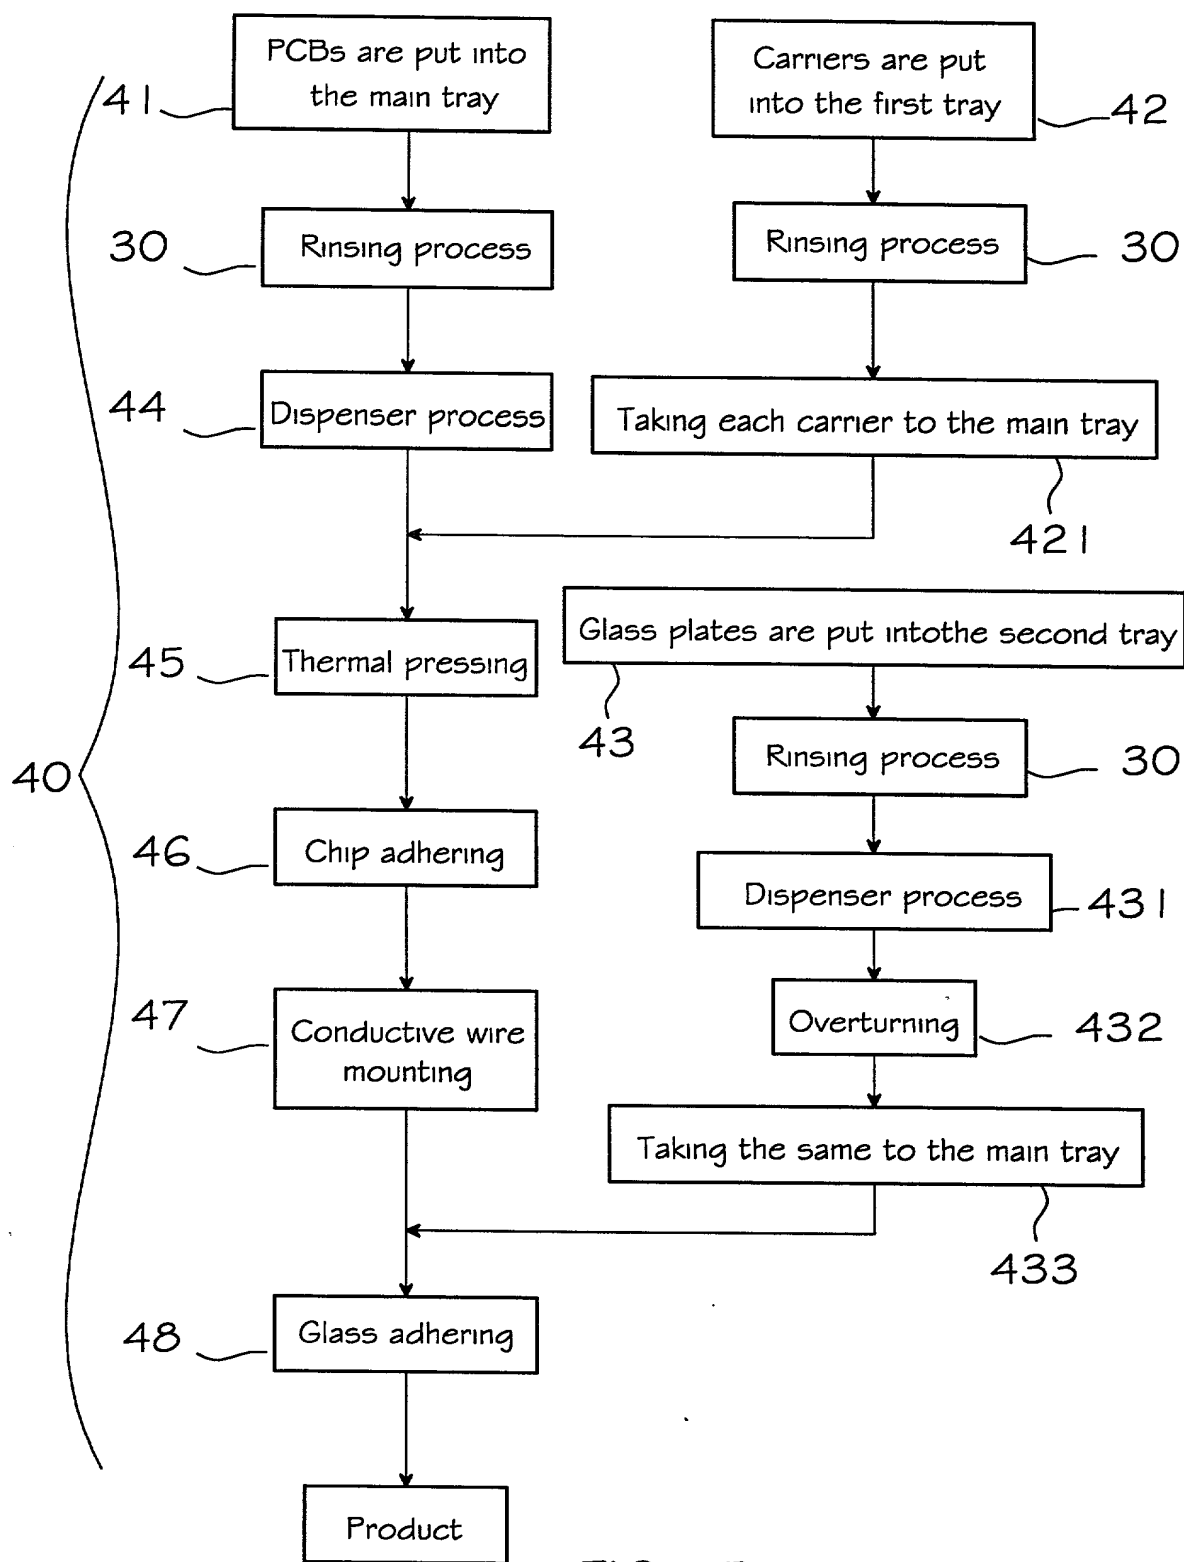 PCBs are put into
the main tray
41
Carriers are put
into the first tray
42
30
Rinsing process
Rinsing process
30
44
Dispenser process
Taking each carrier to the main tray
421
Glass plates are put intothe second tray
43
45
Thermal pressing
Rinsing process
30
40
46
Chip adhering
Dispenser process
431
47
Conductive wire
mounting
Overturning
432
Taking the same to the main tray
433
48
Glass adhering
Product